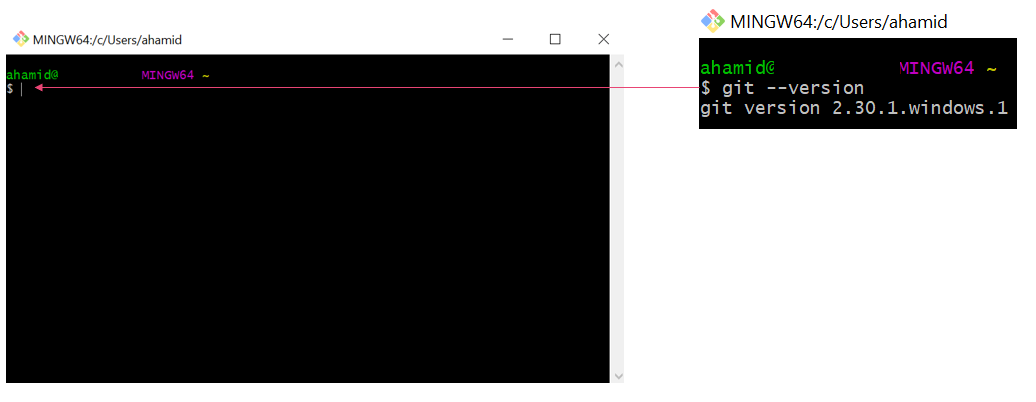 MINGW64:/c/Users/ahamid
ahamid@ MINGW64 ~
$
MINGW64:/c/Users/ahamid
ahamid@ MINGW64 ~
$ git --version
git version 2.30.1.windows.1